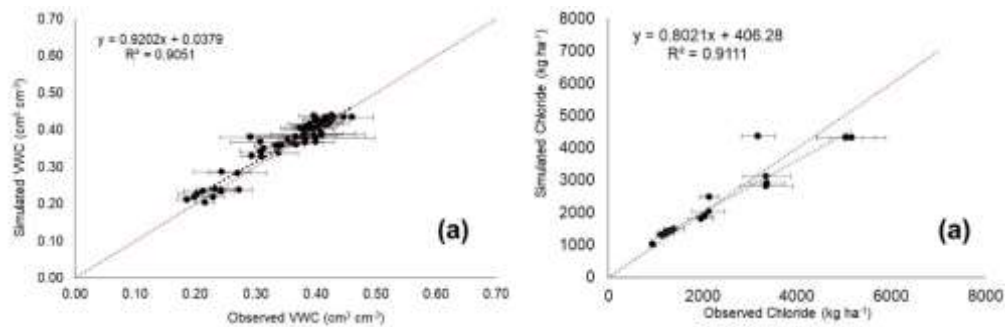 y = 0.9202x + 0.0379
R² = 0.9051
Simulated VWC (cm³ cm⁻³)
0.70
0.60
0.50
0.40
0.30
0.20
0.10
0.00
(a)
0.00 0.10 0.20 0.30 0.40 0.50 0.60 0.70
Observed VWC (cm³ cm⁻³)
y = 0.8021x + 406.28
R² = 0.9111
Simulated Chloride (kg ha⁻¹)
8000
7000
6000
5000
4000
3000
2000
1000
0
(a)
0 2000 4000 6000 8000
Observed Chloride (kg ha⁻¹)